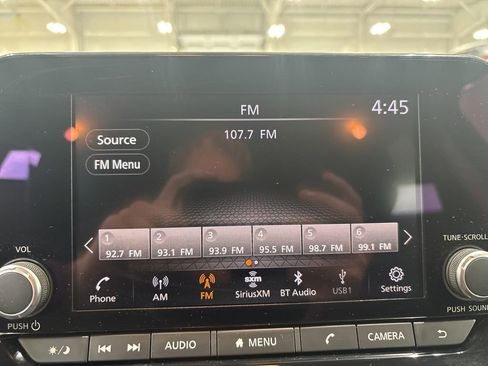 FM
4:45
Source
107.7 FM
FM Menu
1 2 3 4 5 6
92.7 FM 93.1 FM 93.9 FM 95.5 FM 98.7 FM 99.1 FM
Phone AM FM sxm SiriusXM BT Audio USB1 Settings
VOL
TUNE·SCROLL
PUSH
PUSH SOUND
AUDIO MENU CAMERA